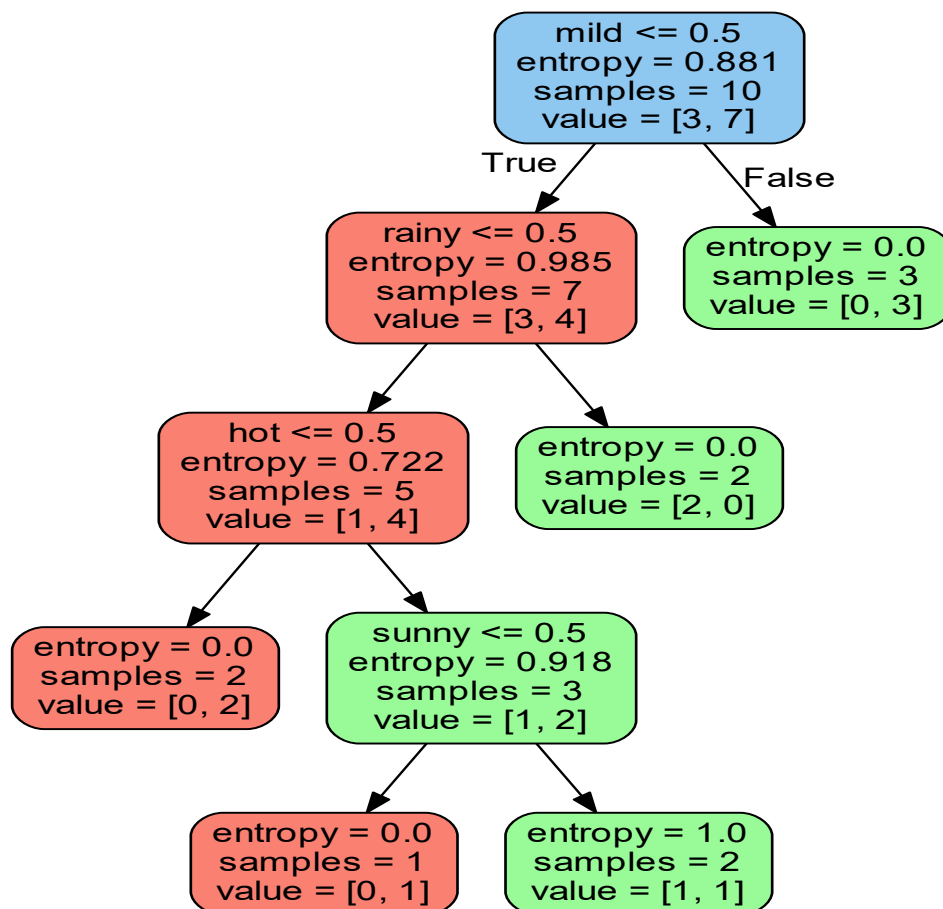 mild <= 0.5
entropy = 0.881
samples = 10
value = [3, 7]
True
False
rainy <= 0.5
entropy = 0.985
samples = 7
value = [3, 4]
entropy = 0.0
samples = 3
value = [0, 3]
hot <= 0.5
entropy = 0.722
samples = 5
value = [1, 4]
entropy = 0.0
samples = 2
value = [2, 0]
entropy = 0.0
samples = 2
value = [0, 2]
sunny <= 0.5
entropy = 0.918
samples = 3
value = [1, 2]
entropy = 0.0
samples = 1
value = [0, 1]
entropy = 1.0
samples = 2
value = [1, 1]